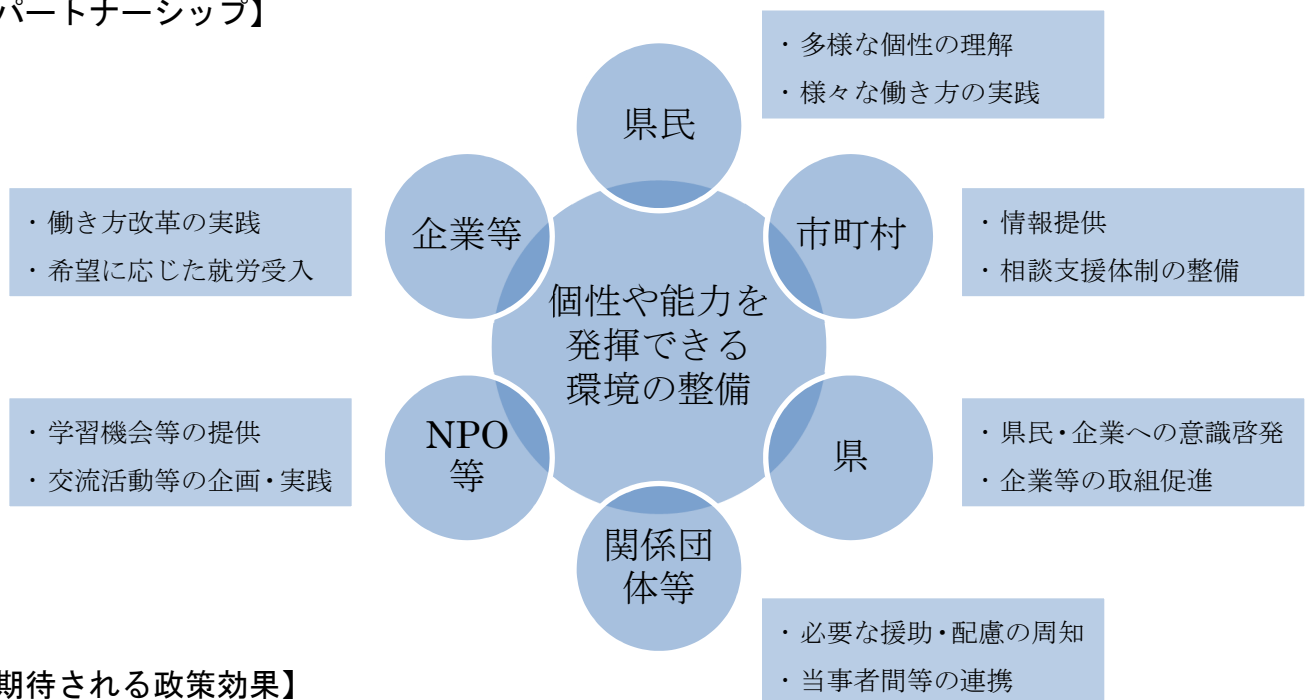 パートナーシップ】
・多様な個性の理解
・様々な働き方の実践
県民
企業等
・働き方改革の実践
・希望に応じた就労受入
市町村
・情報提供
・相談支援体制の整備
個性や能力を
発揮できる
環境の整備
NPO
等
・学習機会等の提供
・交流活動等の企画・実践
県
・県民・企業への意識啓発
・企業等の取組促進
関係団
体等
・必要な援助・配慮の周知
・当事者間等の連携
期待される政策効果】